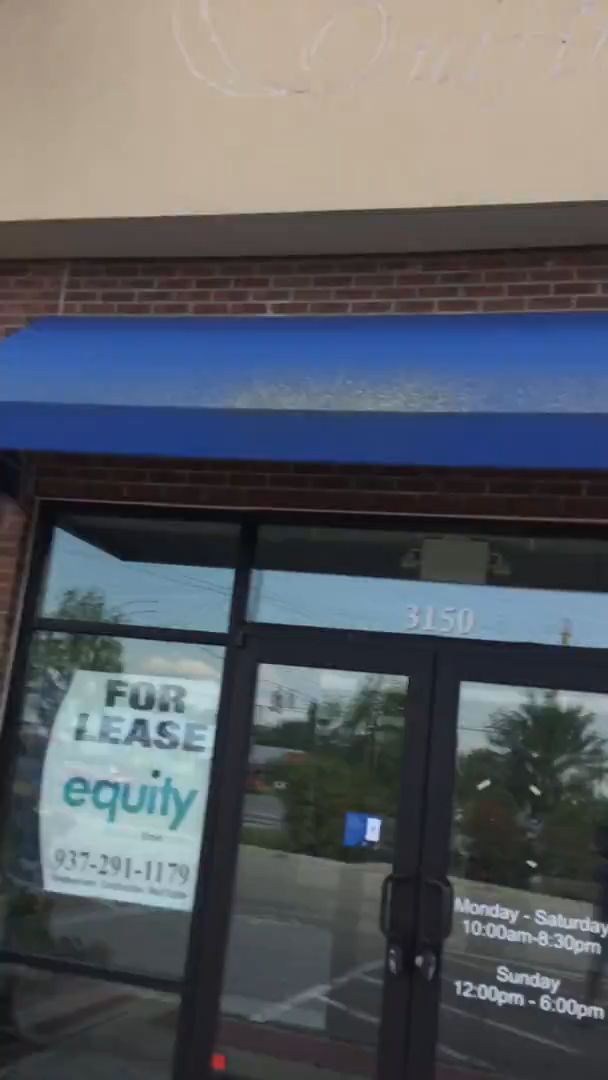 3150
FOR
LEASE
equity
937-291-1179
Monday - Saturday
10:00am-8:30pm
Sunday
12:00pm - 6:00pm